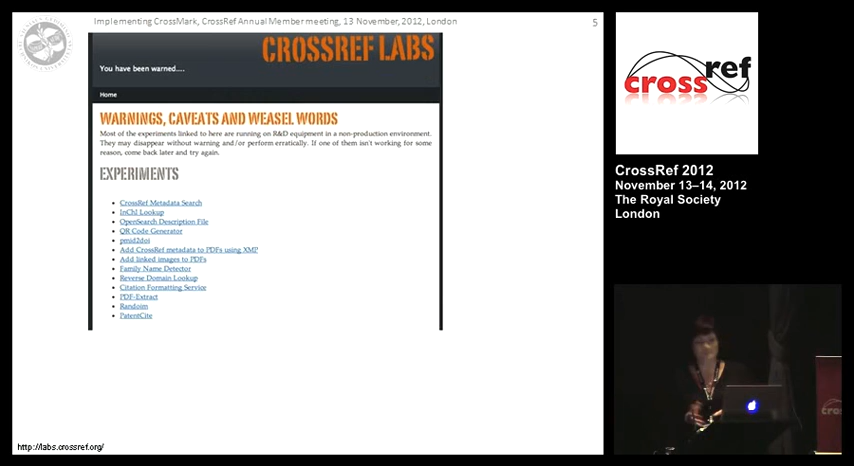 Implementing CrossMark, CrossRef Annual Member meeting, 13 November, 2012, London
5
CROSSREF LABS
You have been warned....
Home
WARNINGS, CAVEATS AND WEASEL WORDS
Most of the experiments linked to here are running on R&D equipment in a non-production environment.
They may disappear without warning and/or perform erratically. If one of them isn't working for some
reason, come back later and try again.
EXPERIMENTS
CrossRef Metadata Search
InChI Lookup
OpenSearch Description File
QR Code Generator
pmid2doi
Add CrossRef metadata to PDFs using XMP
Add linked images to PDFs
Family Name Detector
Reverse Domain Lookup
Citation Formatting Service
PDF-Extract
Randoim
PatentCite
http://labs.crossref.org/
crossref
CrossRef 2012
November 13–14, 2012
The Royal Society
London